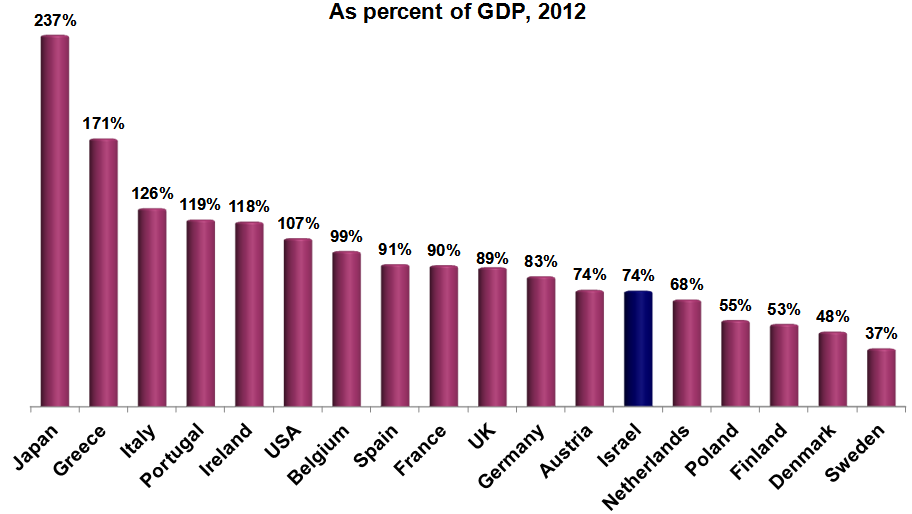 As percent of GDP, 2012
237%
171%
126%
119%
118%
107%
99%
91%
90%
89%
83%
74%
74%
68%
55%
53%
48%
37%
Japan
Greece
Italy
Portugal
Ireland
USA
Belgium
Spain
France
UK
Germany
Austria
Israel
Netherlands
Poland
Finland
Denmark
Sweden